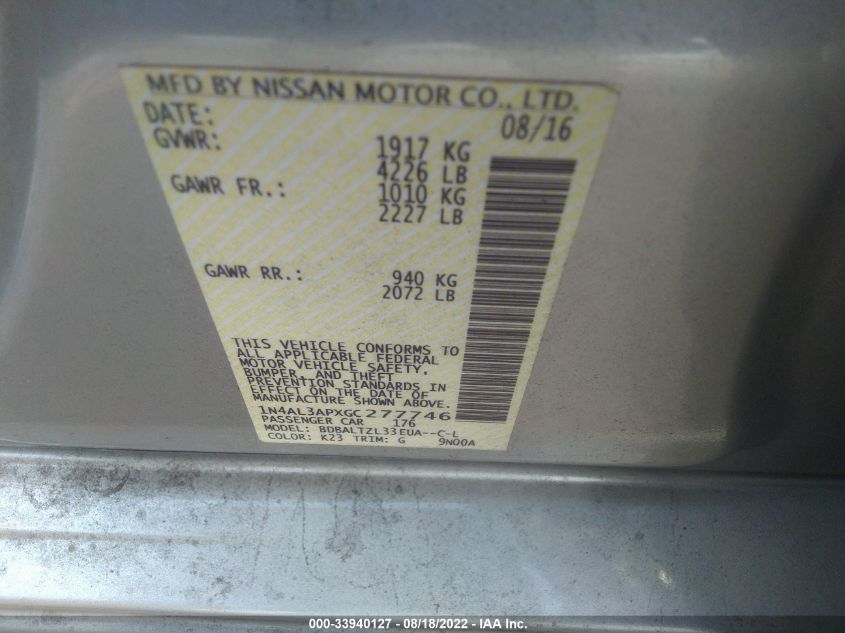 MFD BY NISSAN MOTOR CO., LTD.
DATE: 08/16
GVWR: 1917 KG
4226 LB
GAWR FR.: 1010 KG
2227 LB
GAWR RR.: 940 KG
2072 LB
THIS VEHICLE CONFORMS TO
ALL APPLICABLE FEDERAL
MOTOR VEHICLE SAFETY,
BUMPER, AND THEFT
PREVENTION STANDARDS IN
EFFECT ON THE DATE OF
MANUFACTURE SHOWN ABOVE.
1N4AL3APXGC277746
PASSENGER CAR 176
MODEL: BDBALTZL33EUA--C-L
COLOR: K23 TRIM: G 9N00A
000-33940127 - 08/18/2022 - IAA Inc.